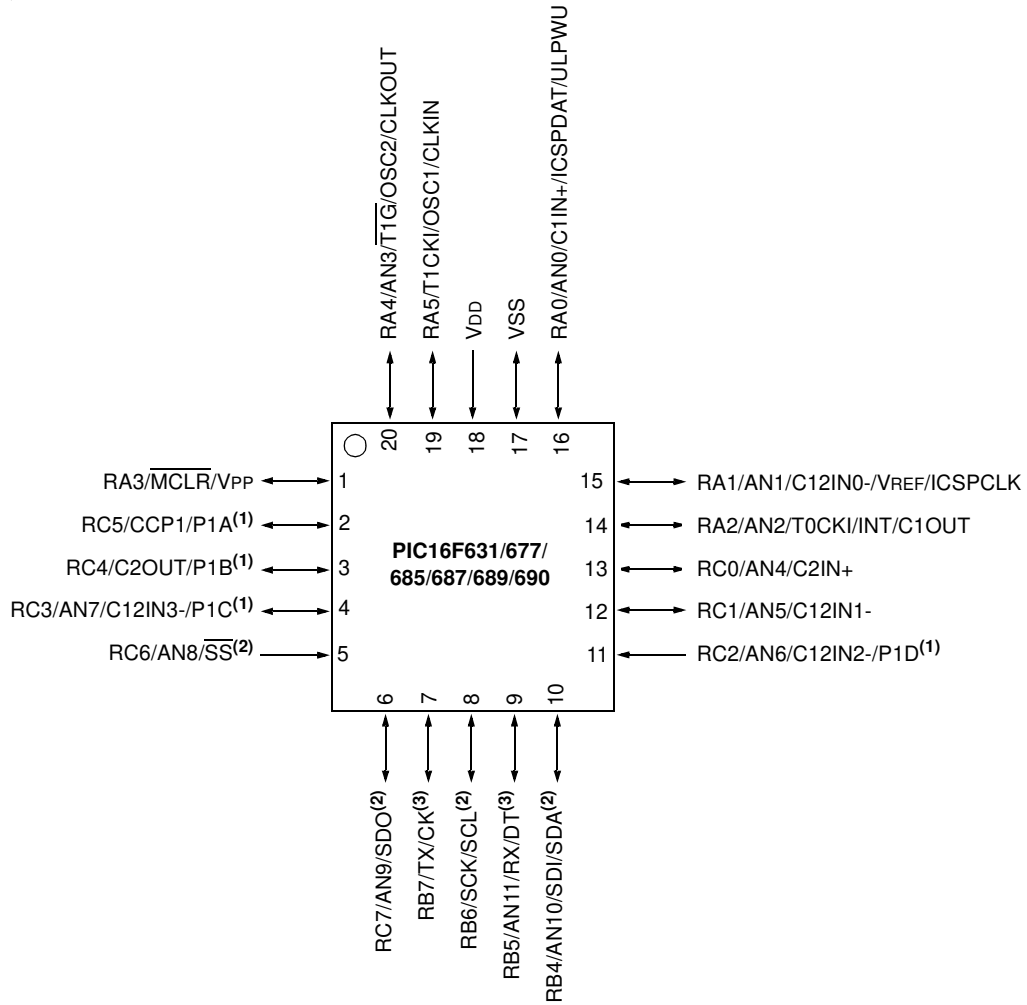 RA4/AN3/T1G/OSC2/CLKOUT
RA5/T1CKI/OSC1/CLKIN
VDD
VSS
RA0/AN0/C1IN+/ICSPDAT/ULPWU
20
19
18
17
16
RA3/MCLR/VPP
1
RC5/CCP1/P1A(1)
2
RC4/C2OUT/P1B(1)
3
RC3/AN7/C12IN3-/P1C(1)
4
RC6/AN8/SS(2)
5
PIC16F631/677/
685/687/689/690
15
RA1/AN1/C12IN0-/VREF/ICSPCLK
14
RA2/AN2/T0CKI/INT/C1OUT
13
RC0/AN4/C2IN+
12
RC1/AN5/C12IN1-
11
RC2/AN6/C12IN2-/P1D(1)
6
7
8
9
10
RC7/AN9/SDO(2)
RB7/TX/CK(3)
RB6/SCK/SCL(2)
RB5/AN11/RX/DT(3)
RB4/AN10/SDI/SDA(2)